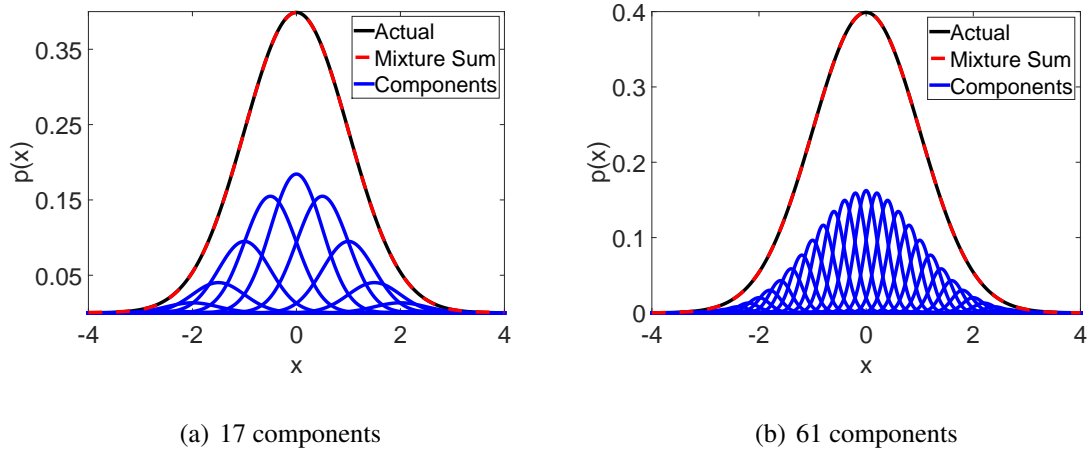 0.35
0.25
0.15
0.05
p(x)
-4 -2 0 2 4
x
Actual
Mixture Sum
Components
(a) 17 components
0.4
0.3
0.2
0.1
0
p(x)
-4 -2 0 2 4
x
Actual
Mixture Sum
Components
(b) 61 components